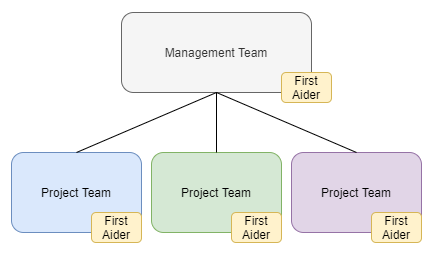 Management Team
First
Aider
Project Team
First
Aider
Project Team
First
Aider
Project Team
First
Aider